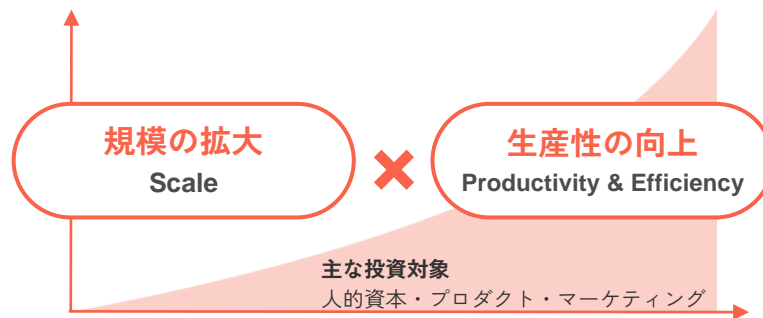 規模の拡大
Scale
生産性の向上
Productivity & Efficiency
主な投資対象
人的資本・プロダクト・マーケティング